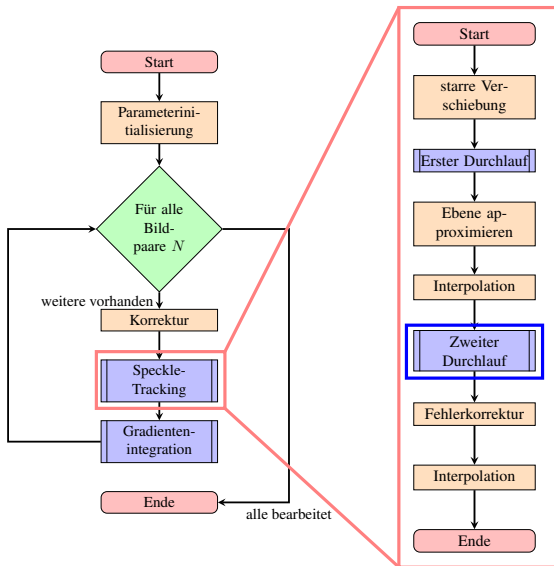 Start
Parameterini-
tialisierung
Für alle
Bild-
paare N
weitere vorhanden
Korrektur
Speckle-
Tracking
Gradienten-
integration
Ende
alle bearbeitet
Start
starre Ver-
schiebung
Erster Durchlauf
Ebene ap-
proximieren
Interpolation
Zweiter
Durchlauf
Fehlerkorrektur
Interpolation
Ende